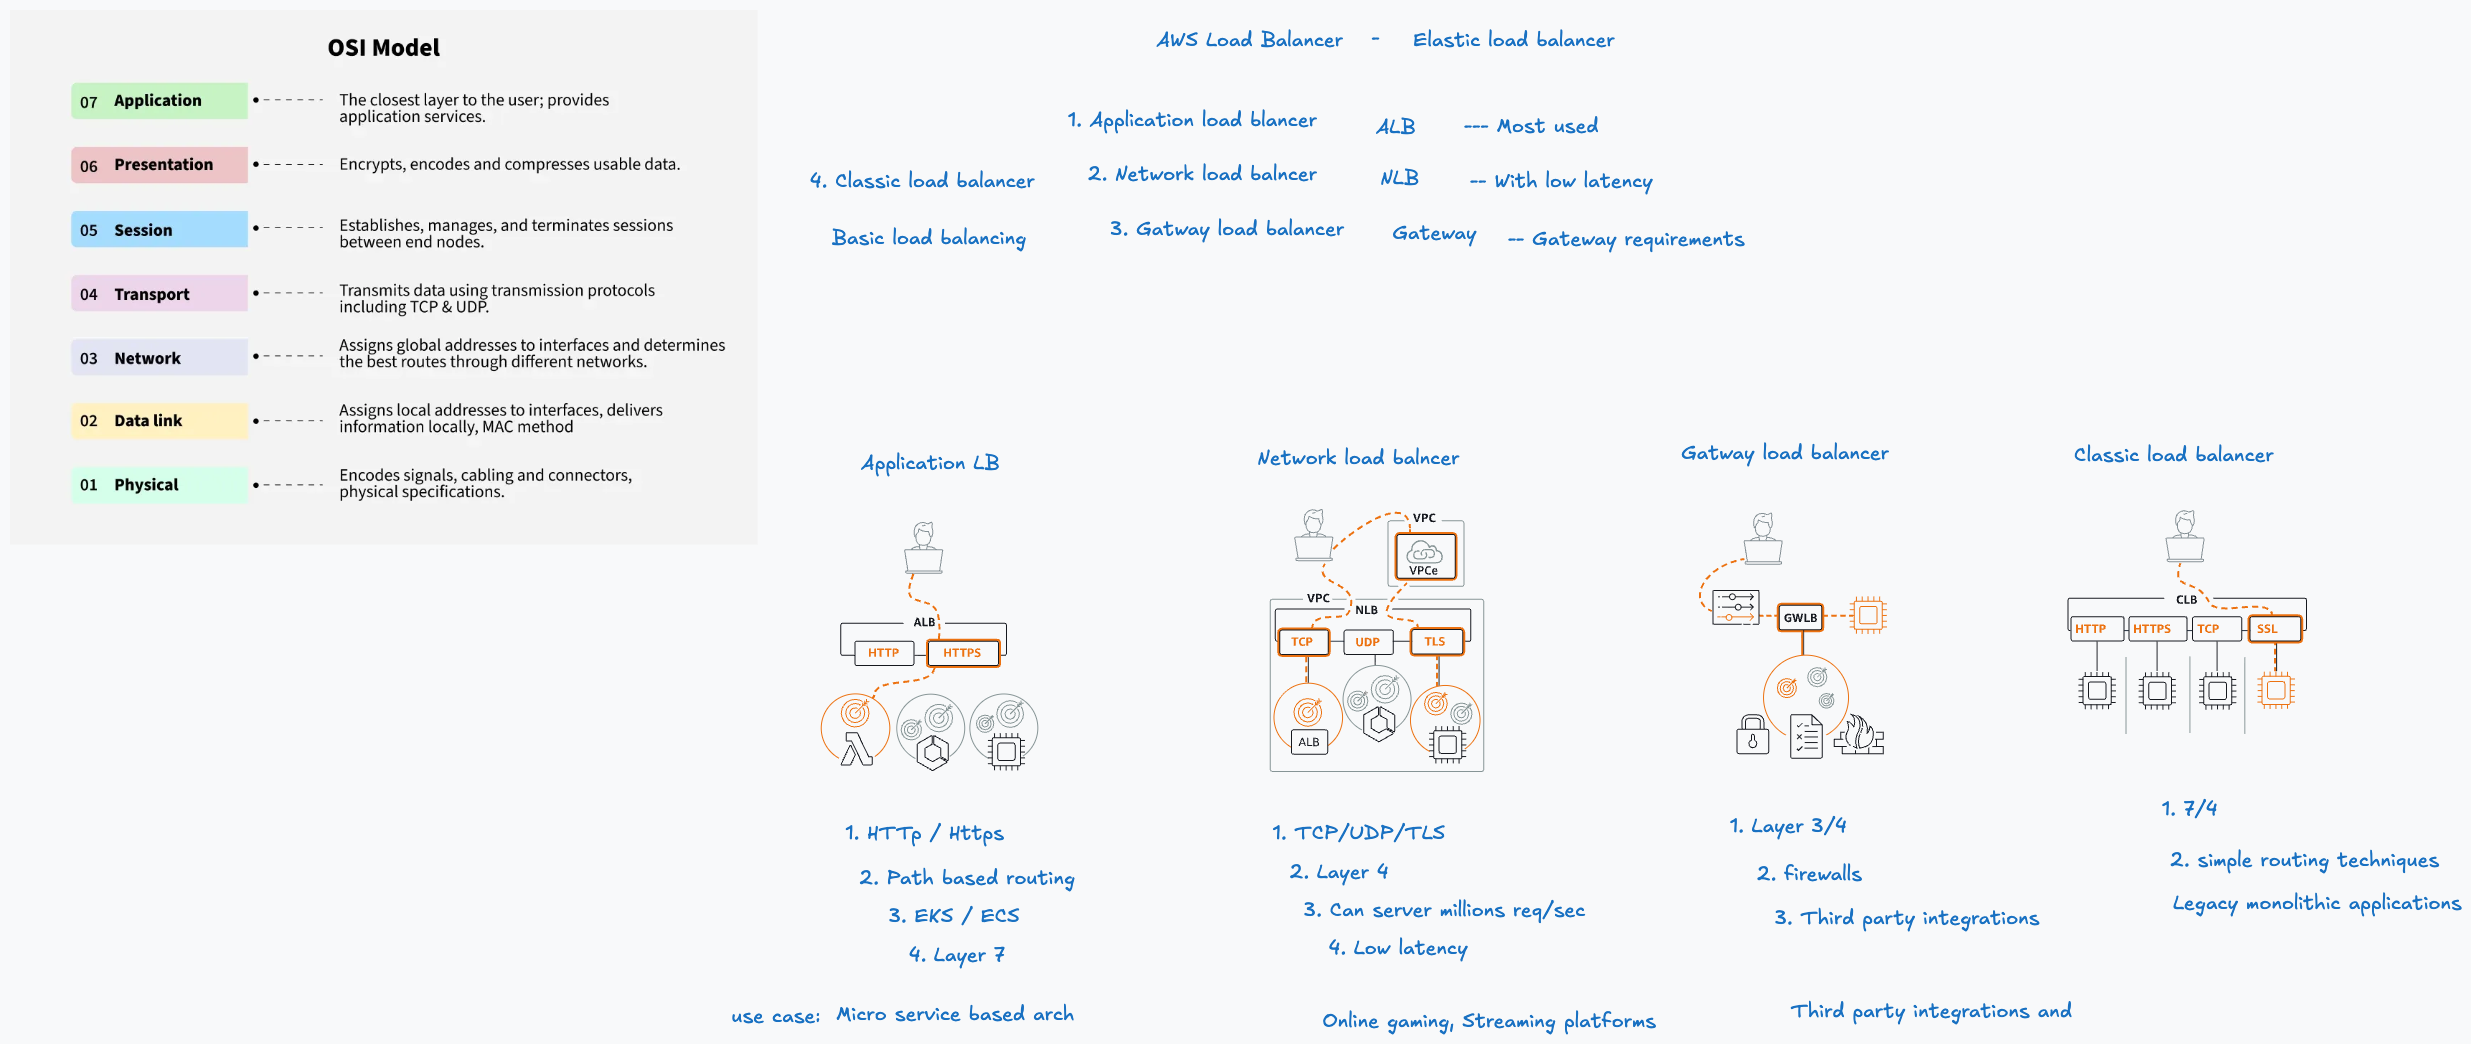 OSI Model
07 Application
The closest layer to the user; provides
application services.
06 Presentation
Encrypts, encodes and compresses usable data.
05 Session
Establishes, manages, and terminates sessions
between end nodes.
04 Transport
Transmits data using transmission protocols
including TCP & UDP.
03 Network
Assigns global addresses to interfaces and determines
the best routes through different networks.
02 Data link
Assigns local addresses to interfaces, delivers
information locally, MAC method
01 Physical
Encodes signals, cabling and connectors,
physical specifications.
AWS Load Balancer - Elastic load balancer
1. Application load blancer ALB --- Most used
4. Classic load balancer
2. Network load balncer NLB -- With low latency
Basic load balancing
3. Gatway load balancer Gateway -- Gateway requirements
Application LB
ALB
HTTP HTTPS
1. HTTp / Https
2. Path based routing
3. EKS / ECS
4. Layer 7
use case: Micro service based arch
Network load balncer
VPC
VPCe
VPC
NLB
TCP UDP TLS
ALB
1. TCP/UDP/TLS
2. Layer 4
3. Can server millions req/sec
4. Low latency
Online gaming, Streaming platforms
Gatway load balancer
GWLB
1. Layer 3/4
2. firewalls
3. Third party integrations
Third party integrations and
Classic load balancer
CLB
HTTP HTTPS TCP SSL
1. 7/4
2. simple routing techniques
Legacy monolithic applications